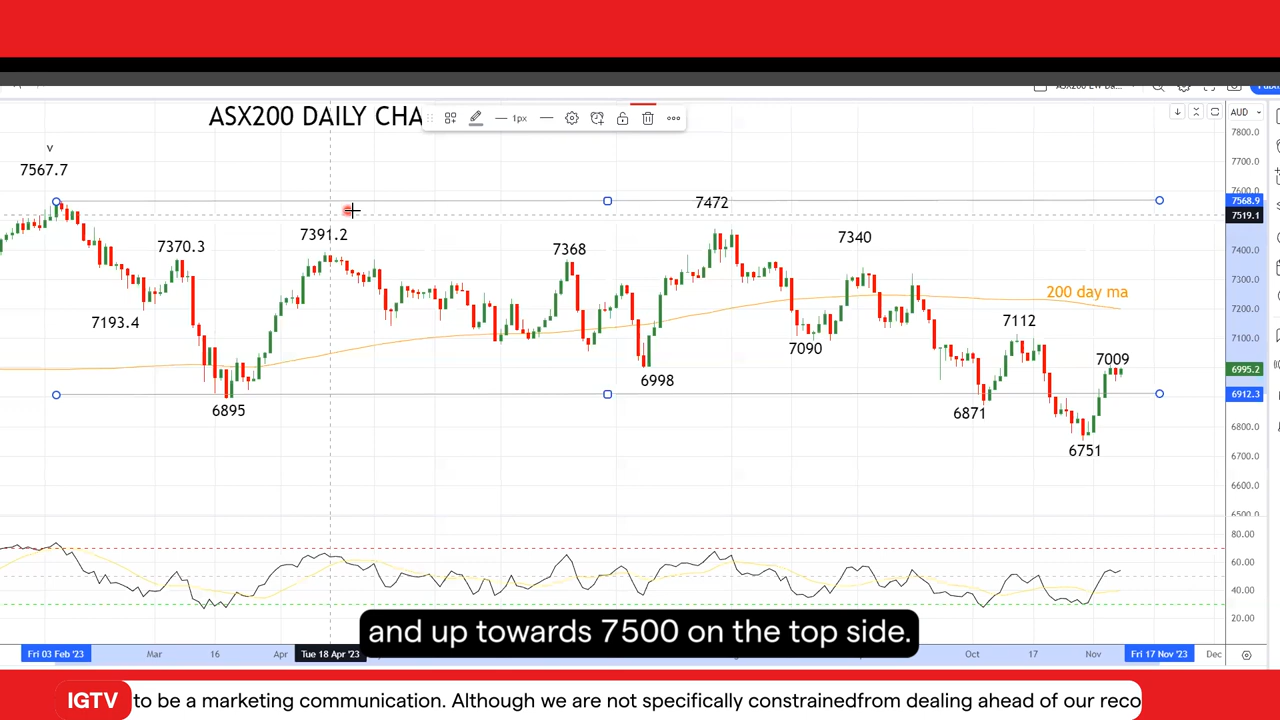 ASX200 DAILY CHA
1px
AUD
7800.0
7700.0
7600.0
7568.9
7519.1
7400.0
7300.0
7200.0
7100.0
6995.2
6912.3
6800.0
6700.0
6600.0
6500.0
v
7567.7
7370.3
7193.4
6895
7391.2
7368
6998
7472
7090
7340
200 day ma
7112
7009
6871
6751
80.00
60.00
40.00
20.00
and up towards 7500 on the top side.
Fri 03 Feb '23
Mar
16
Apr
Tue 18 Apr '23
Oct
17
Nov
Fri 17 Nov '23
Dec
IGTV
to be a marketing communication. Although we are not specifically constrainedfrom dealing ahead of our reco